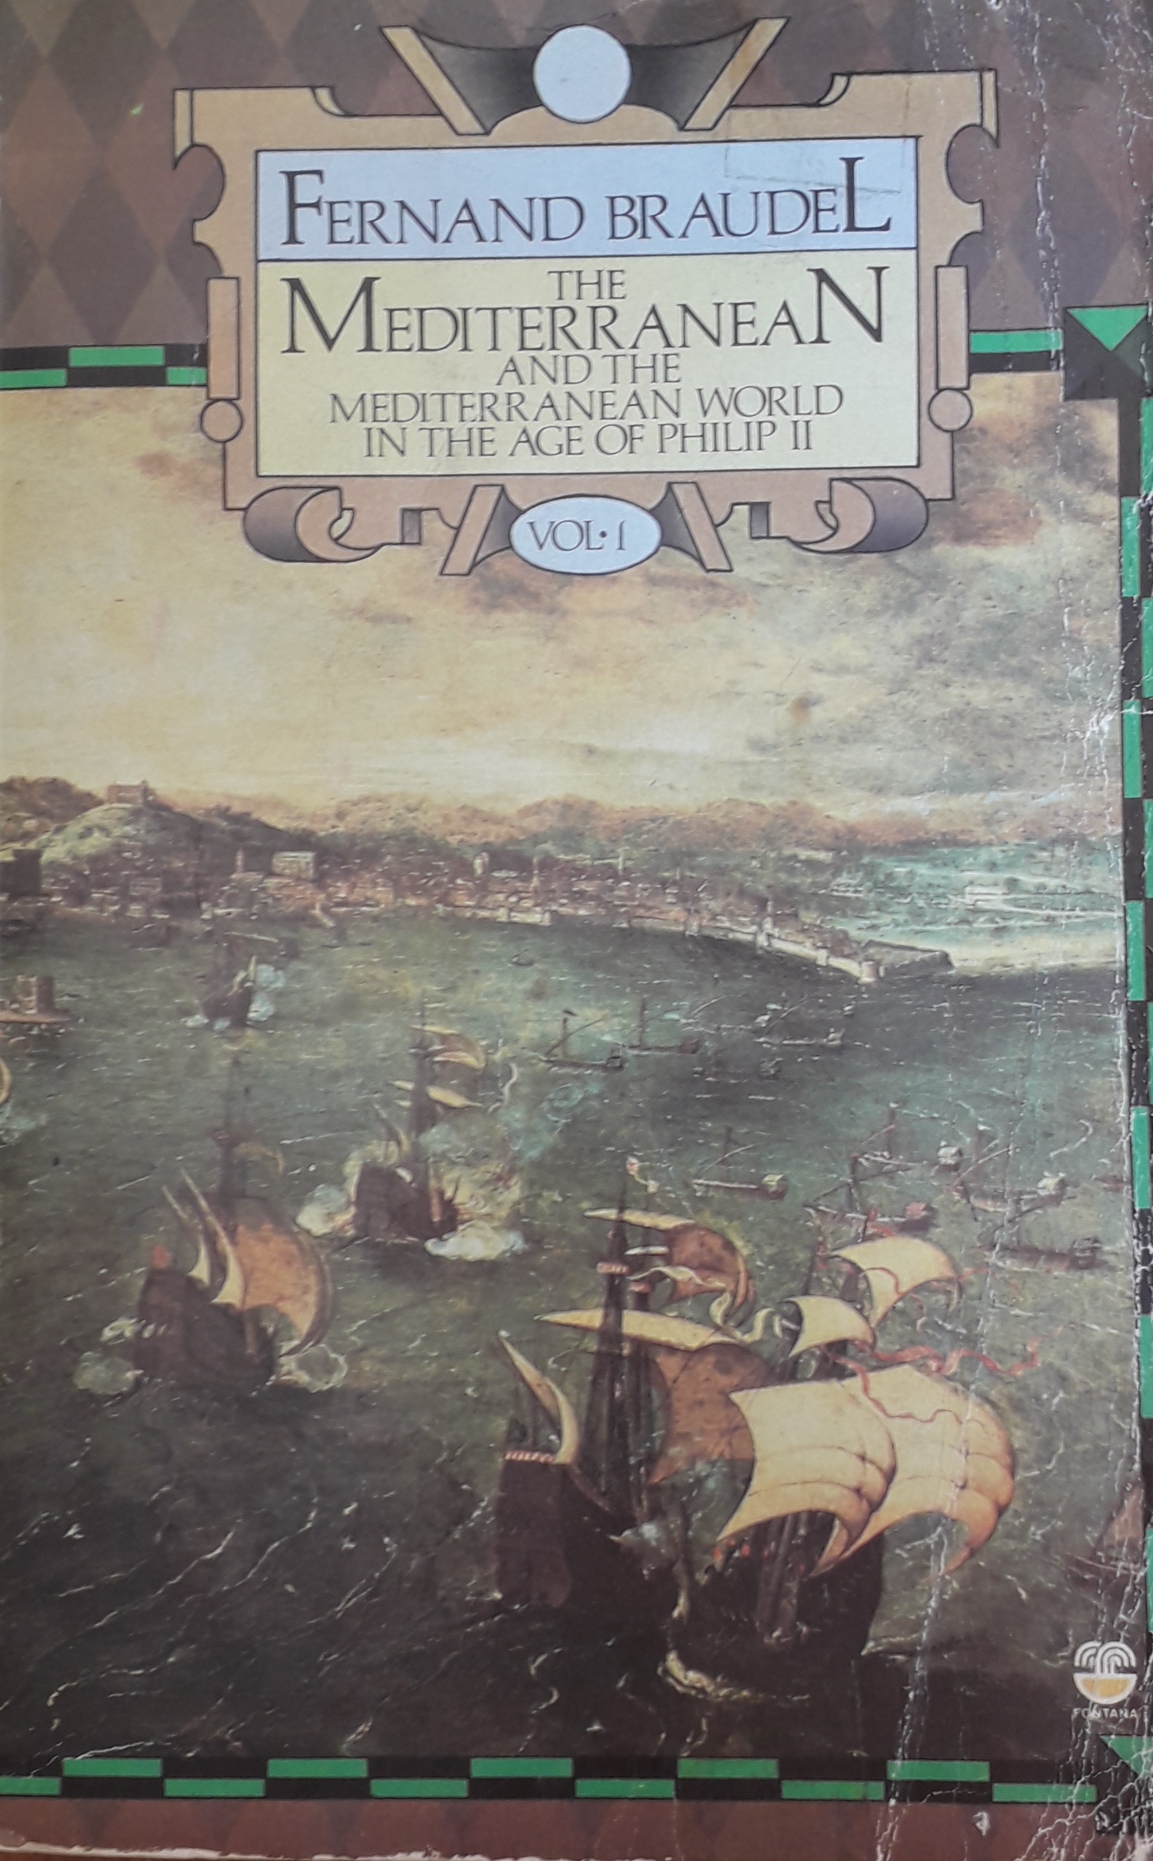 FERNAND BRAUDEL
THE
MEDITERRANEAN
AND THE
MEDITERRANEAN WORLD
IN THE AGE OF PHILIP II
VOL·1
FONTANA